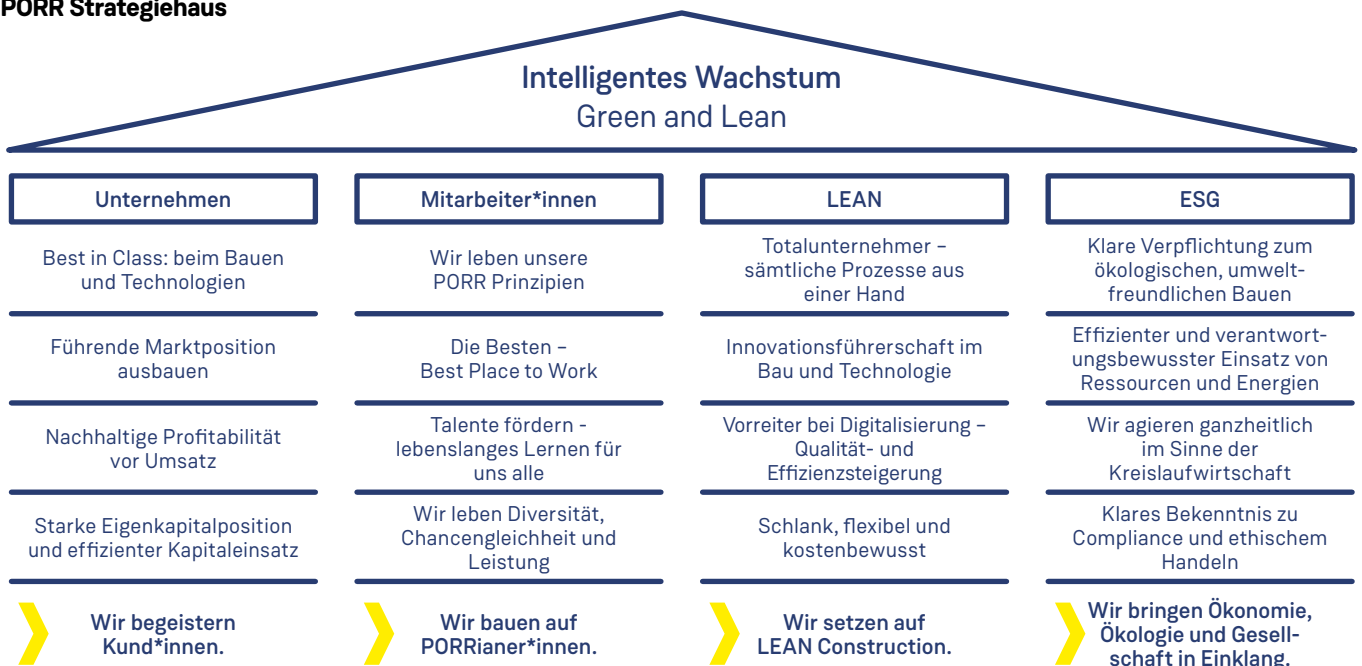 PORR Strategiehaus
Intelligentes Wachstum
Green and Lean
Unternehmen
Best in Class: beim Bauen
und Technologien
Führende Marktposition
ausbauen
Nachhaltige Profitabilität
vor Umsatz
Starke Eigenkapitalposition
und effizienter Kapitaleinsatz
Wir begeistern
Kund*innen.
Mitarbeiter*innen
Wir leben unsere
PORR Prinzipien
Die Besten –
Best Place to Work
Talente fördern -
lebenslanges Lernen für
uns alle
Wir leben Diversität,
Chancengleichheit und
Leistung
Wir bauen auf
PORRianer*innen.
LEAN
Totalunternehmer –
sämtliche Prozesse aus
einer Hand
Innovationsführerschaft im
Bau und Technologie
Vorreiter bei Digitalisierung –
Qualität- und
Effizienzsteigerung
Schlank, flexibel und
kostenbewusst
Wir setzen auf
LEAN Construction.
ESG
Klare Verpflichtung zum
ökologischen, umwelt-
freundlichen Bauen
Effizienter und verantwort-
ungsbewusster Einsatz von
Ressourcen und Energien
Wir agieren ganzheitlich
im Sinne der
Kreislaufwirtschaft
Klares Bekenntnis zu
Compliance und ethischem
Handeln
Wir bringen Ökonomie,
Ökologie und Gesell-
schaft in Einklang.